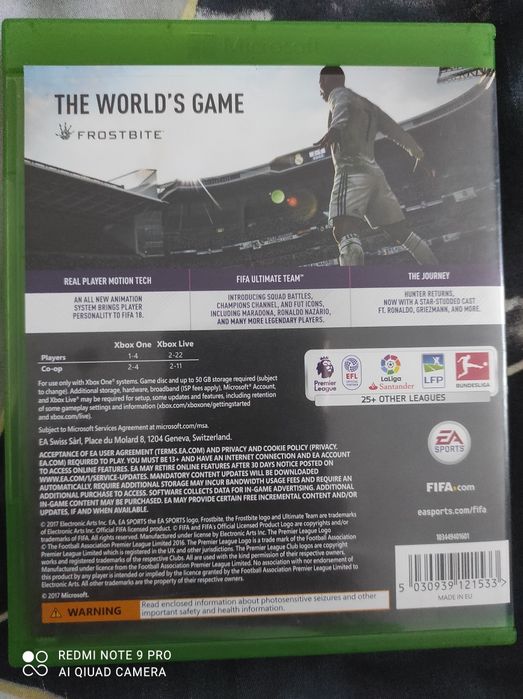 THE WORLD'S GAME
FROSTBITE
REAL PLAYER MOTION TECH
AN ALL NEW ANIMATION
SYSTEM BRINGS PLAYER
PERSONALITY TO FIFA 18.
FIFA ULTIMATE TEAM™
INTRODUCING SQUAD BATTLES,
CHAMPIONS CHANNEL, AND FUT ICONS,
INCLUDING MARADONA, RONALDO NAZÁRIO,
AND MANY MORE LEGENDARY PLAYERS.
THE JOURNEY
HUNTER RETURNS,
NOW WITH A STAR-STUDDED CAST
FT. RONALDO, GRIEZMANN, AND MORE.
Xbox One Xbox Live
Players 1-4 2-22
Co-op 2-4 2-11
For use only with Xbox One® systems. Game disc and up to 50 GB storage required (subject
to change). Additional storage, hardware, broadband (ISP fees apply), Microsoft® Account,
and Xbox Live® may be required for setup, some updates and features, including retention
of some gameplay settings and information (xbox.com/xboxone/gettingstarted
and xbox.com/live).
Subject to Microsoft Services Agreement at microsoft.com/msa.
EA Swiss Sàrl, Place du Molard 8, 1204 Geneva, Switzerland.
ACCEPTANCE OF EA USER AGREEMENT (TERMS.EA.COM) AND PRIVACY AND COOKIE POLICY (PRIVACY.
EA.COM) REQUIRED TO PLAY. YOU MUST BE 13+ AND HAVE AN INTERNET CONNECTION AND EA ACCOUNT
TO ACCESS ONLINE FEATURES. EA MAY RETIRE ONLINE FEATURES AFTER 30 DAYS NOTICE POSTED ON
WWW.EA.COM/1/SERVICE-UPDATES. MANDATORY CONTENT UPDATES WILL BE DOWNLOADED
AUTOMATICALLY, REQUIRE ADDITIONAL STORAGE MAY INCUR BANDWIDTH USAGE FEES AND REQUIRE AN
ADDITIONAL PURCHASE TO ACCESS. SOFTWARE COLLECTS DATA FOR IN-GAME ADVERTISING. ADDITIONAL
IN-GAME CONTENT MAY BE PURCHASED. EA MAY PROVIDE CERTAIN FREE INCREMENTAL CONTENT AND/OR
UPDATES, IF AND WHEN AVAILABLE.
© 2017 Electronic Arts Inc. EA, EA SPORTS the EA SPORTS logo, Frostbite, the Frostbite logo and Ultimate Team are trademarks
of Electronic Arts Inc. Official FIFA licensed product. © FIFA and FIFA's Official Licensed Product Logo are copyrights and/or
trademarks of FIFA. All rights reserved. Manufactured under license by Electronic Arts Inc. The Premier League Logo
© The Football Association Premier League Limited 2016. The Premier League Logo is a trade mark of the Football Association
Premier League Limited which is registered in the UK and other jurisdictions. The Premier League Club logos are copyright
works and registered trademarks of the respective Clubs. All are used with the kind permission of their respective owners.
Manufactured under licence from the Football Association Premier League Limited. No association with nor endorsement of
this product by any player is intended or implied by the licence granted by the Football Association Premier League Limited to
Electronic Arts. All other trademarks are the property of their respective owners.
© 2017 Microsoft.
Premier
League
EFL
LaLiga
Santander
LFP
BUNDESLIGA
25+ OTHER LEAGUES
EA
SPORTS
FIFA.com
easports.com/fifa
1034494D1601
5 030939 121533
MADE IN EU
WARNING
Read enclosed information about photosensitive seizures and other
important safety and health information.
REDMI NOTE 9 PRO
AI QUAD CAMERA